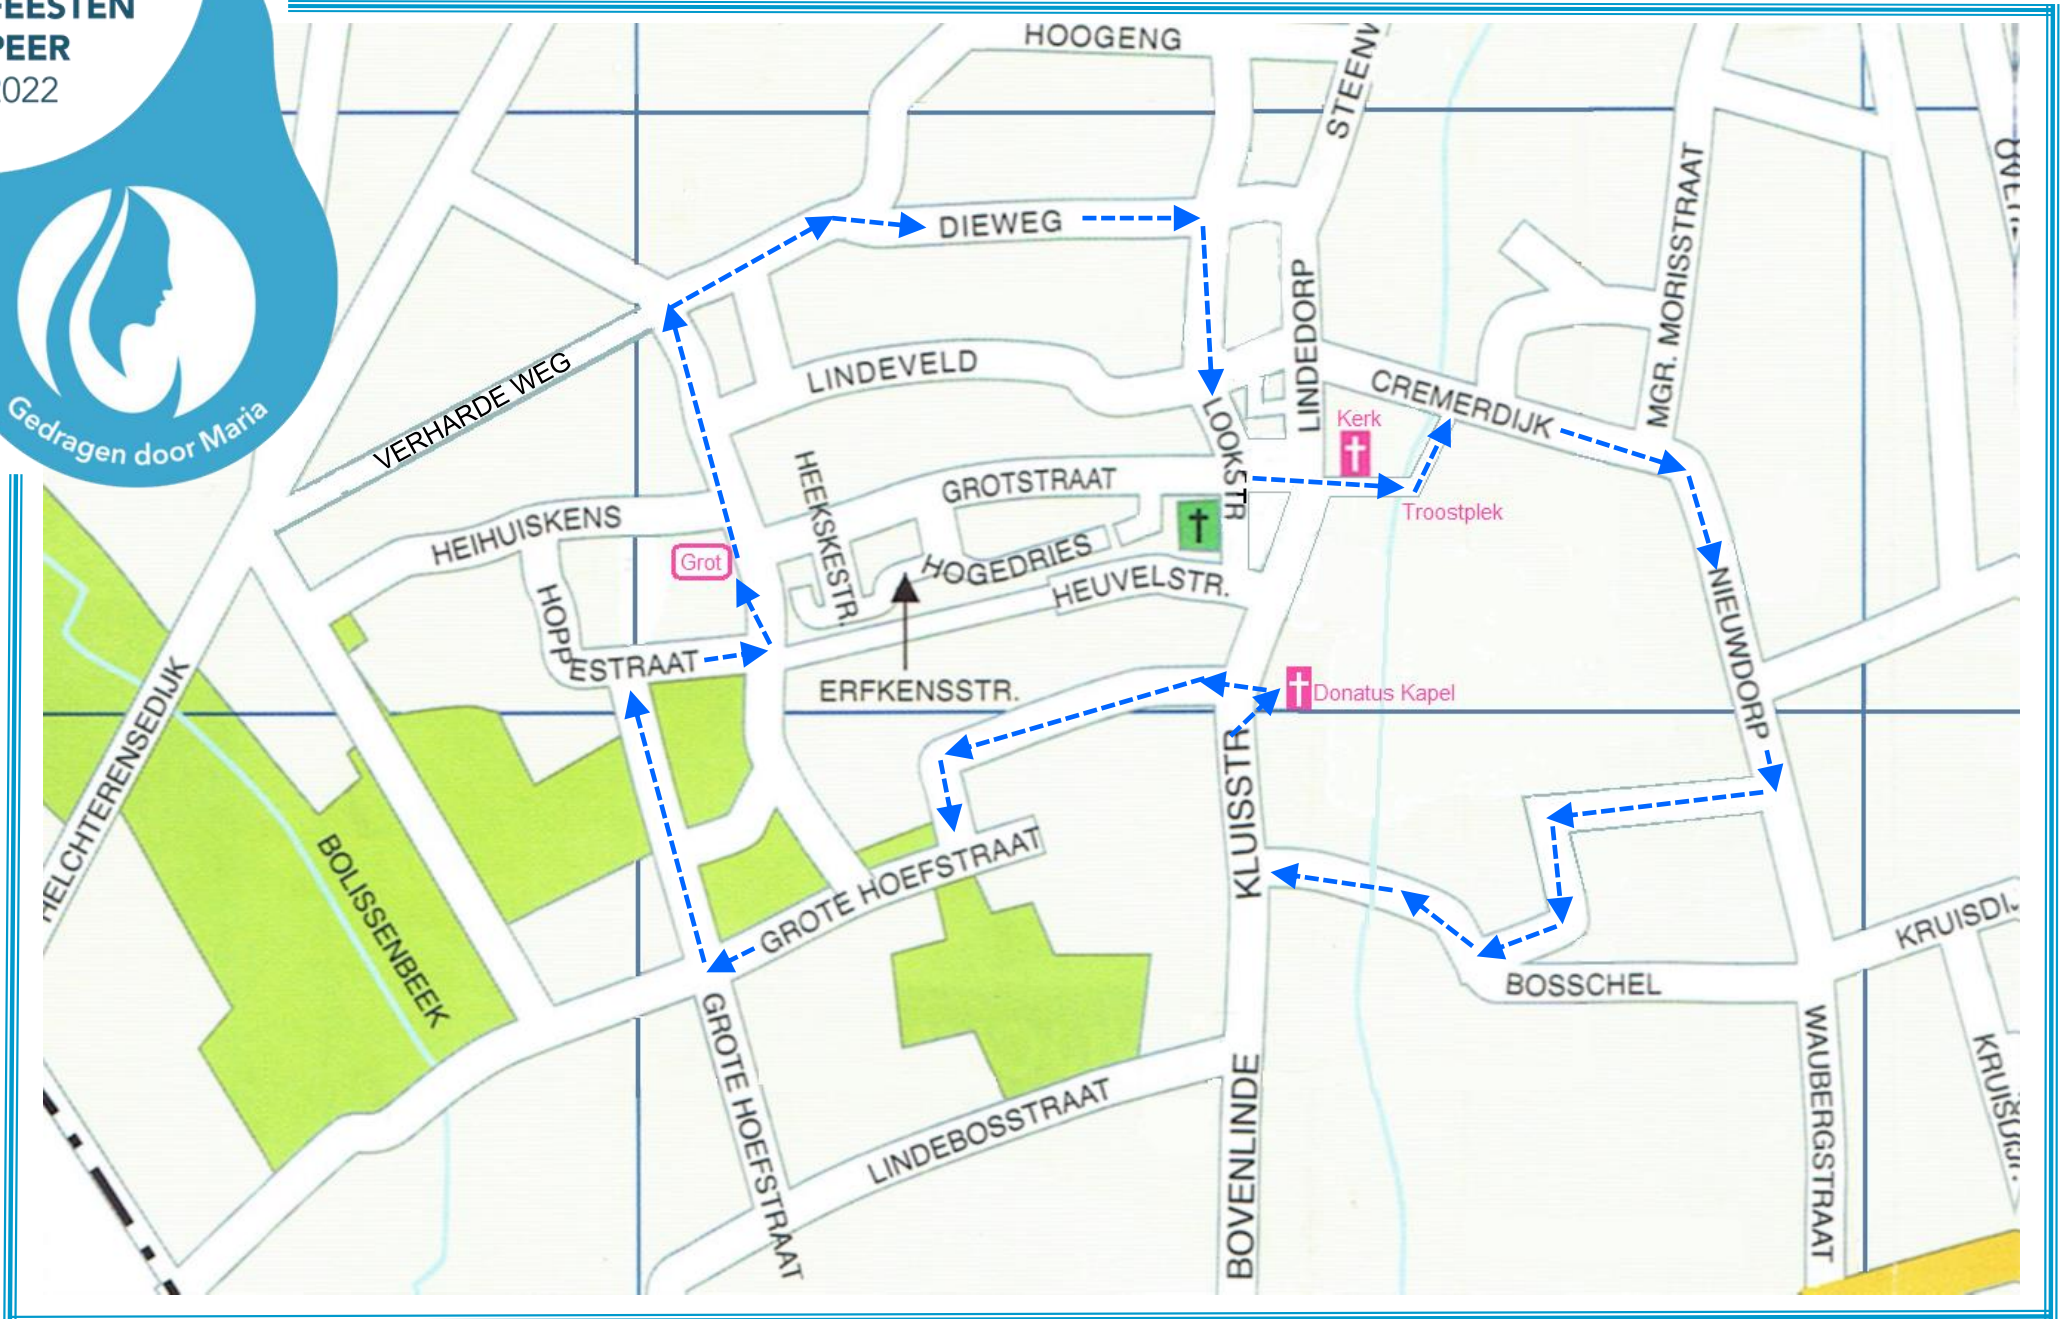 EESTEN
PEER
2022
Gedragen door Maria
HOOGENG
STEENW
DIEWEG
MGR. MORISSTRAAT
LINDEDORP
LINDEVELD
VERHARDE WEG
CREMERDIJK
LOOKSTR
Kerk
HEEKSKESTR.
GROTSTRAAT
Troostplek
HEIHUISKENS
Grot
HOGEDRIES
HEUVELSTR.
HOPPESTRAAT
ERFKENSSTR.
NIEUWDORP
Donatus Kapel
HELCHTERENSEDIJK
BOLISSENBEEK
KLUISSTR
GROTE HOEFSTRAAT
KRUISDIJ
BOSSCHEL
GROTE HOEFSTRAAT
WAUBERGSTRAAT
LINDEBOSSTRAAT
BOVENLINDE